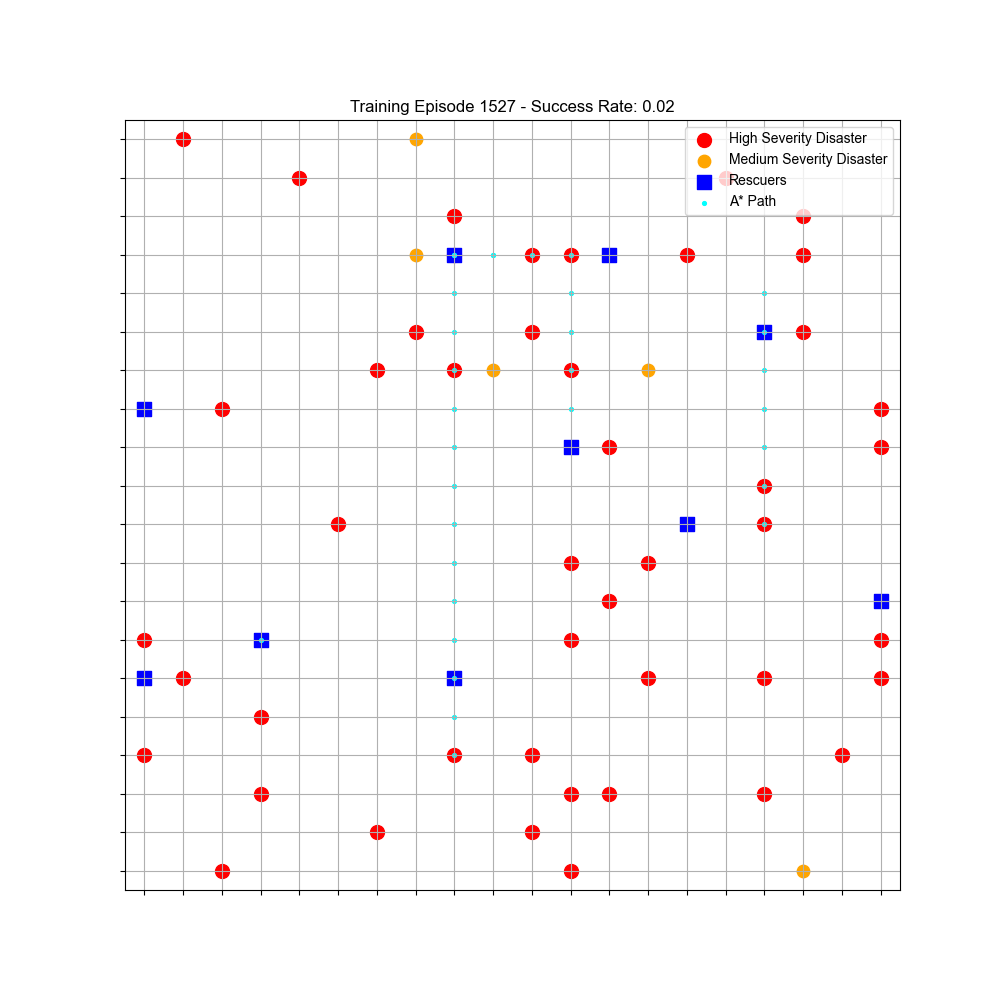 Training Episode 1527 - Success Rate: 0.02
High Severity Disaster
Medium Severity Disaster
Rescuers
A* Path